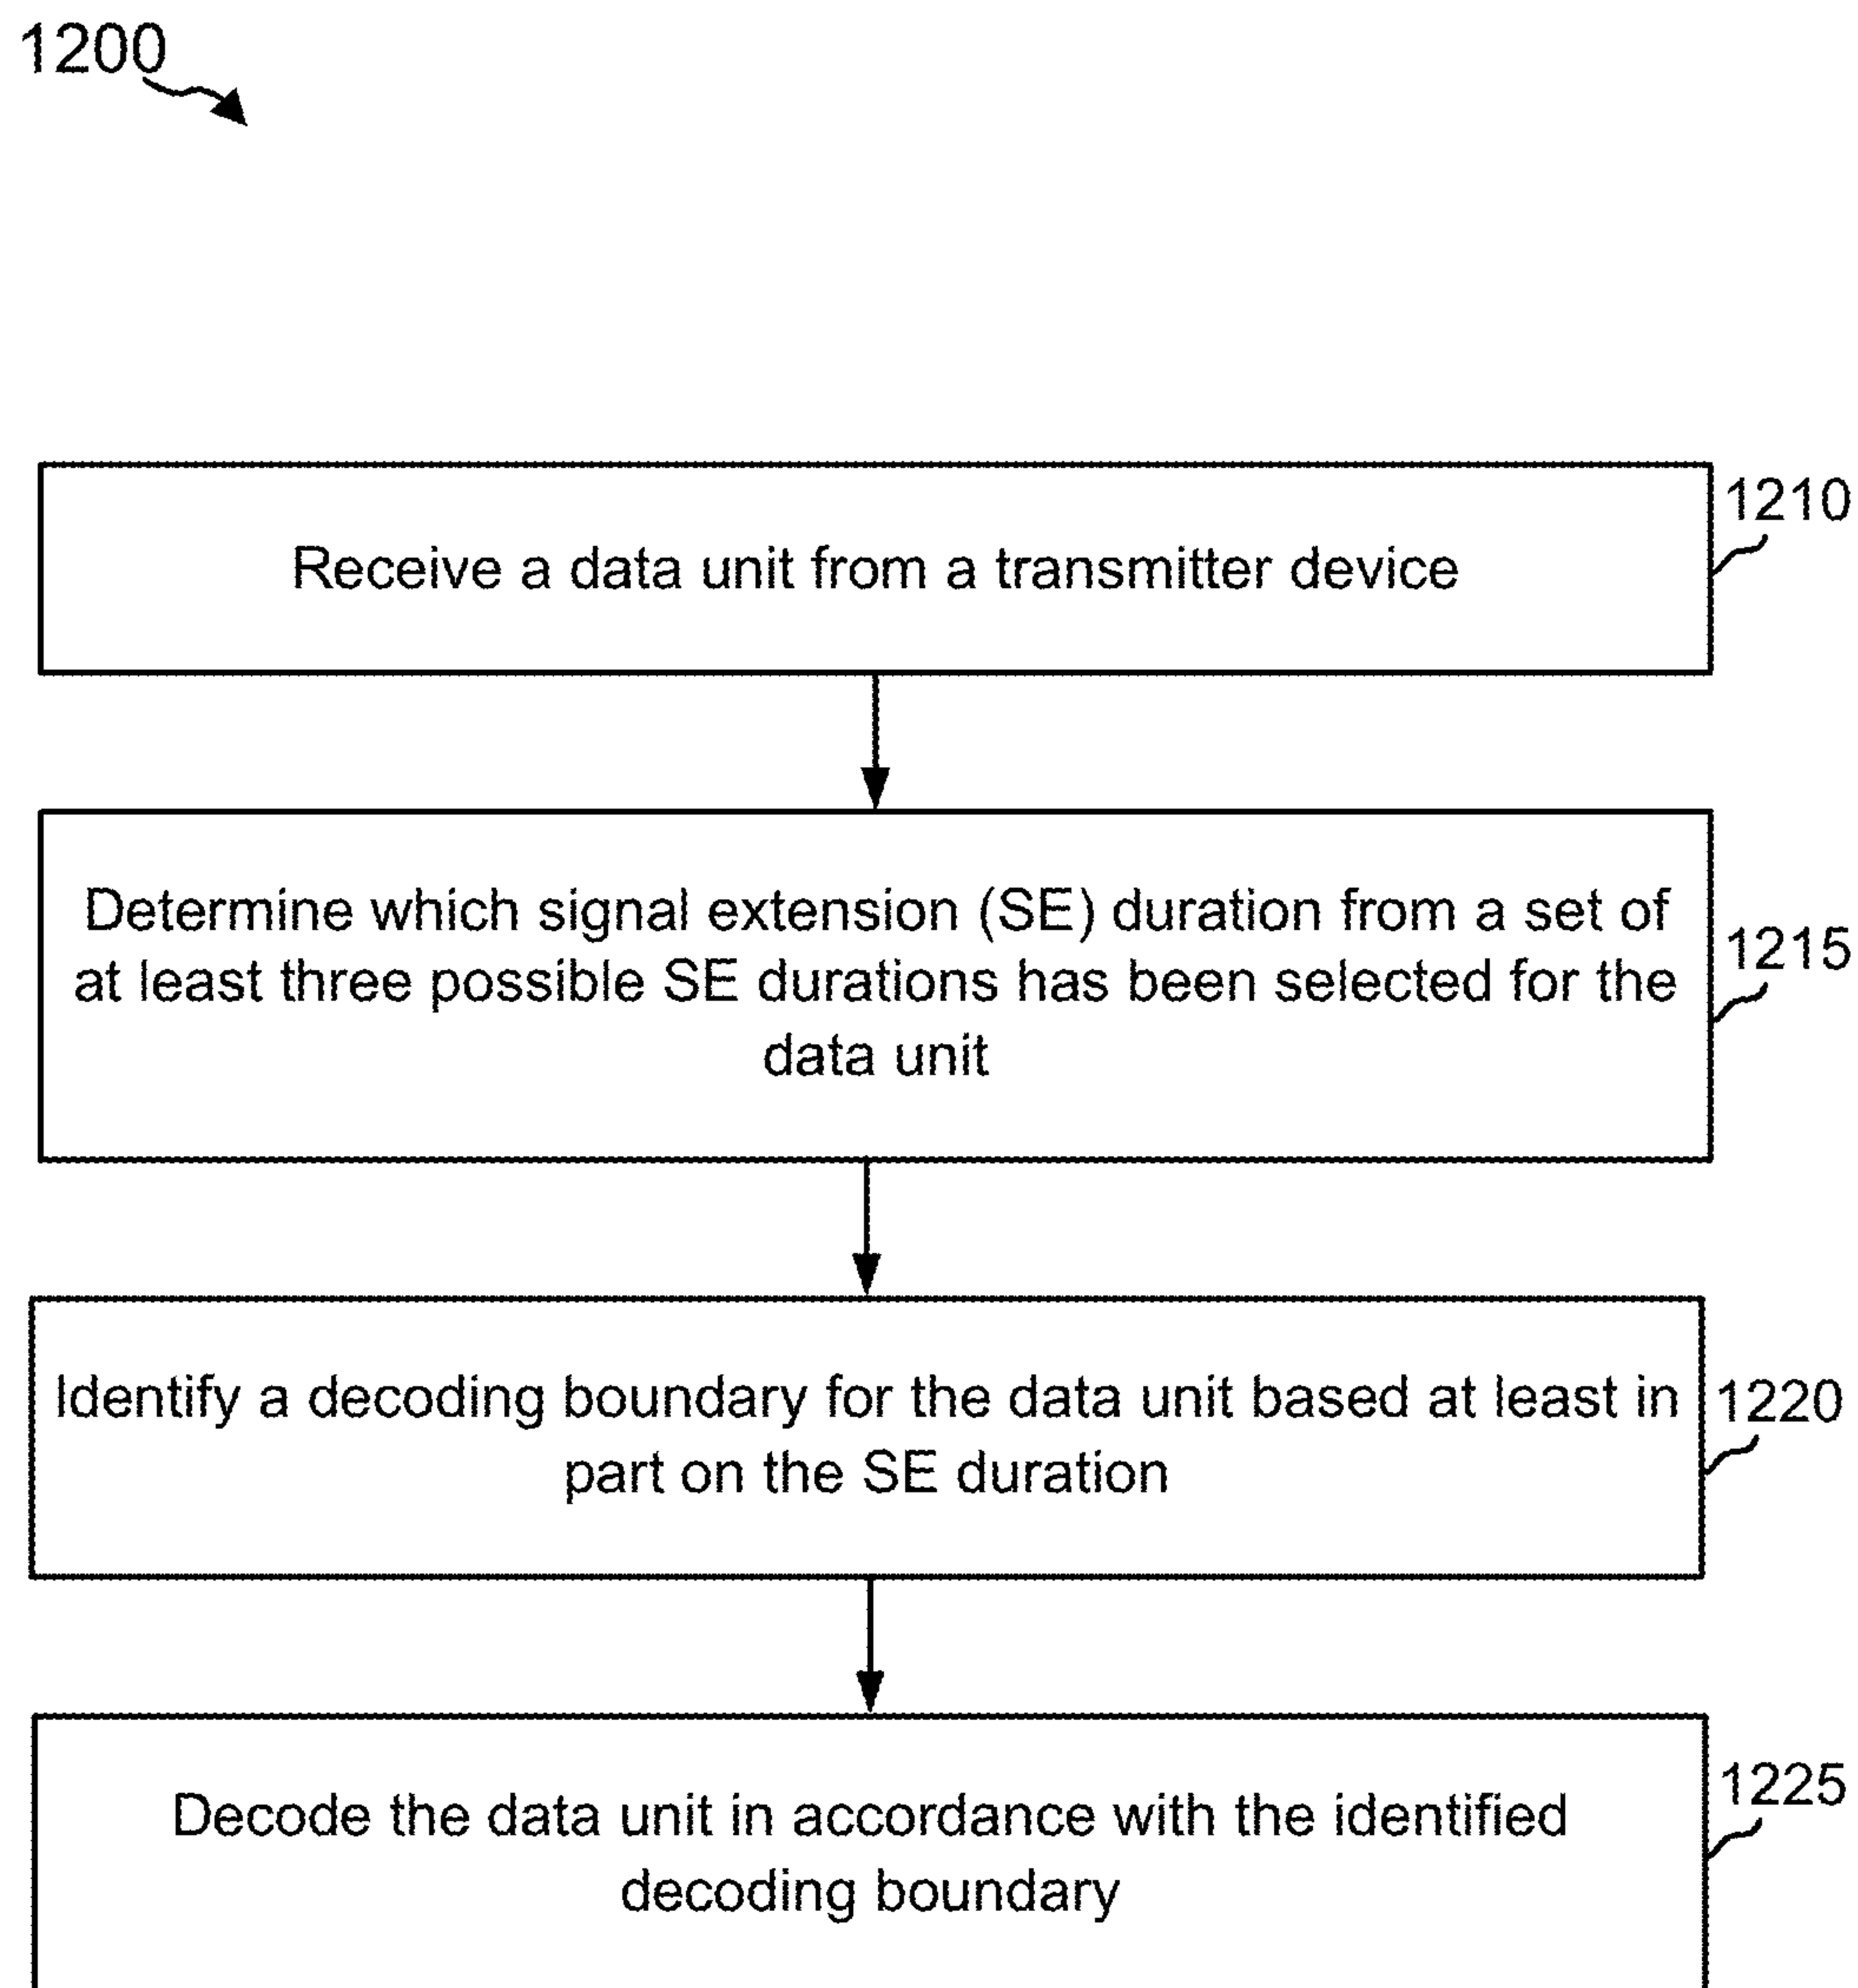 1200
1210
Receive a data unit from a transmitter device
Determine which signal extension (SE) duration from a set of
1215
at least three possible SE durations has been selected for the
data unit
Identify a decoding boundary for the data unit based at least in
1220
part on the SE duration
1225
Decode the data unit in accordance with the identified
decoding boundary